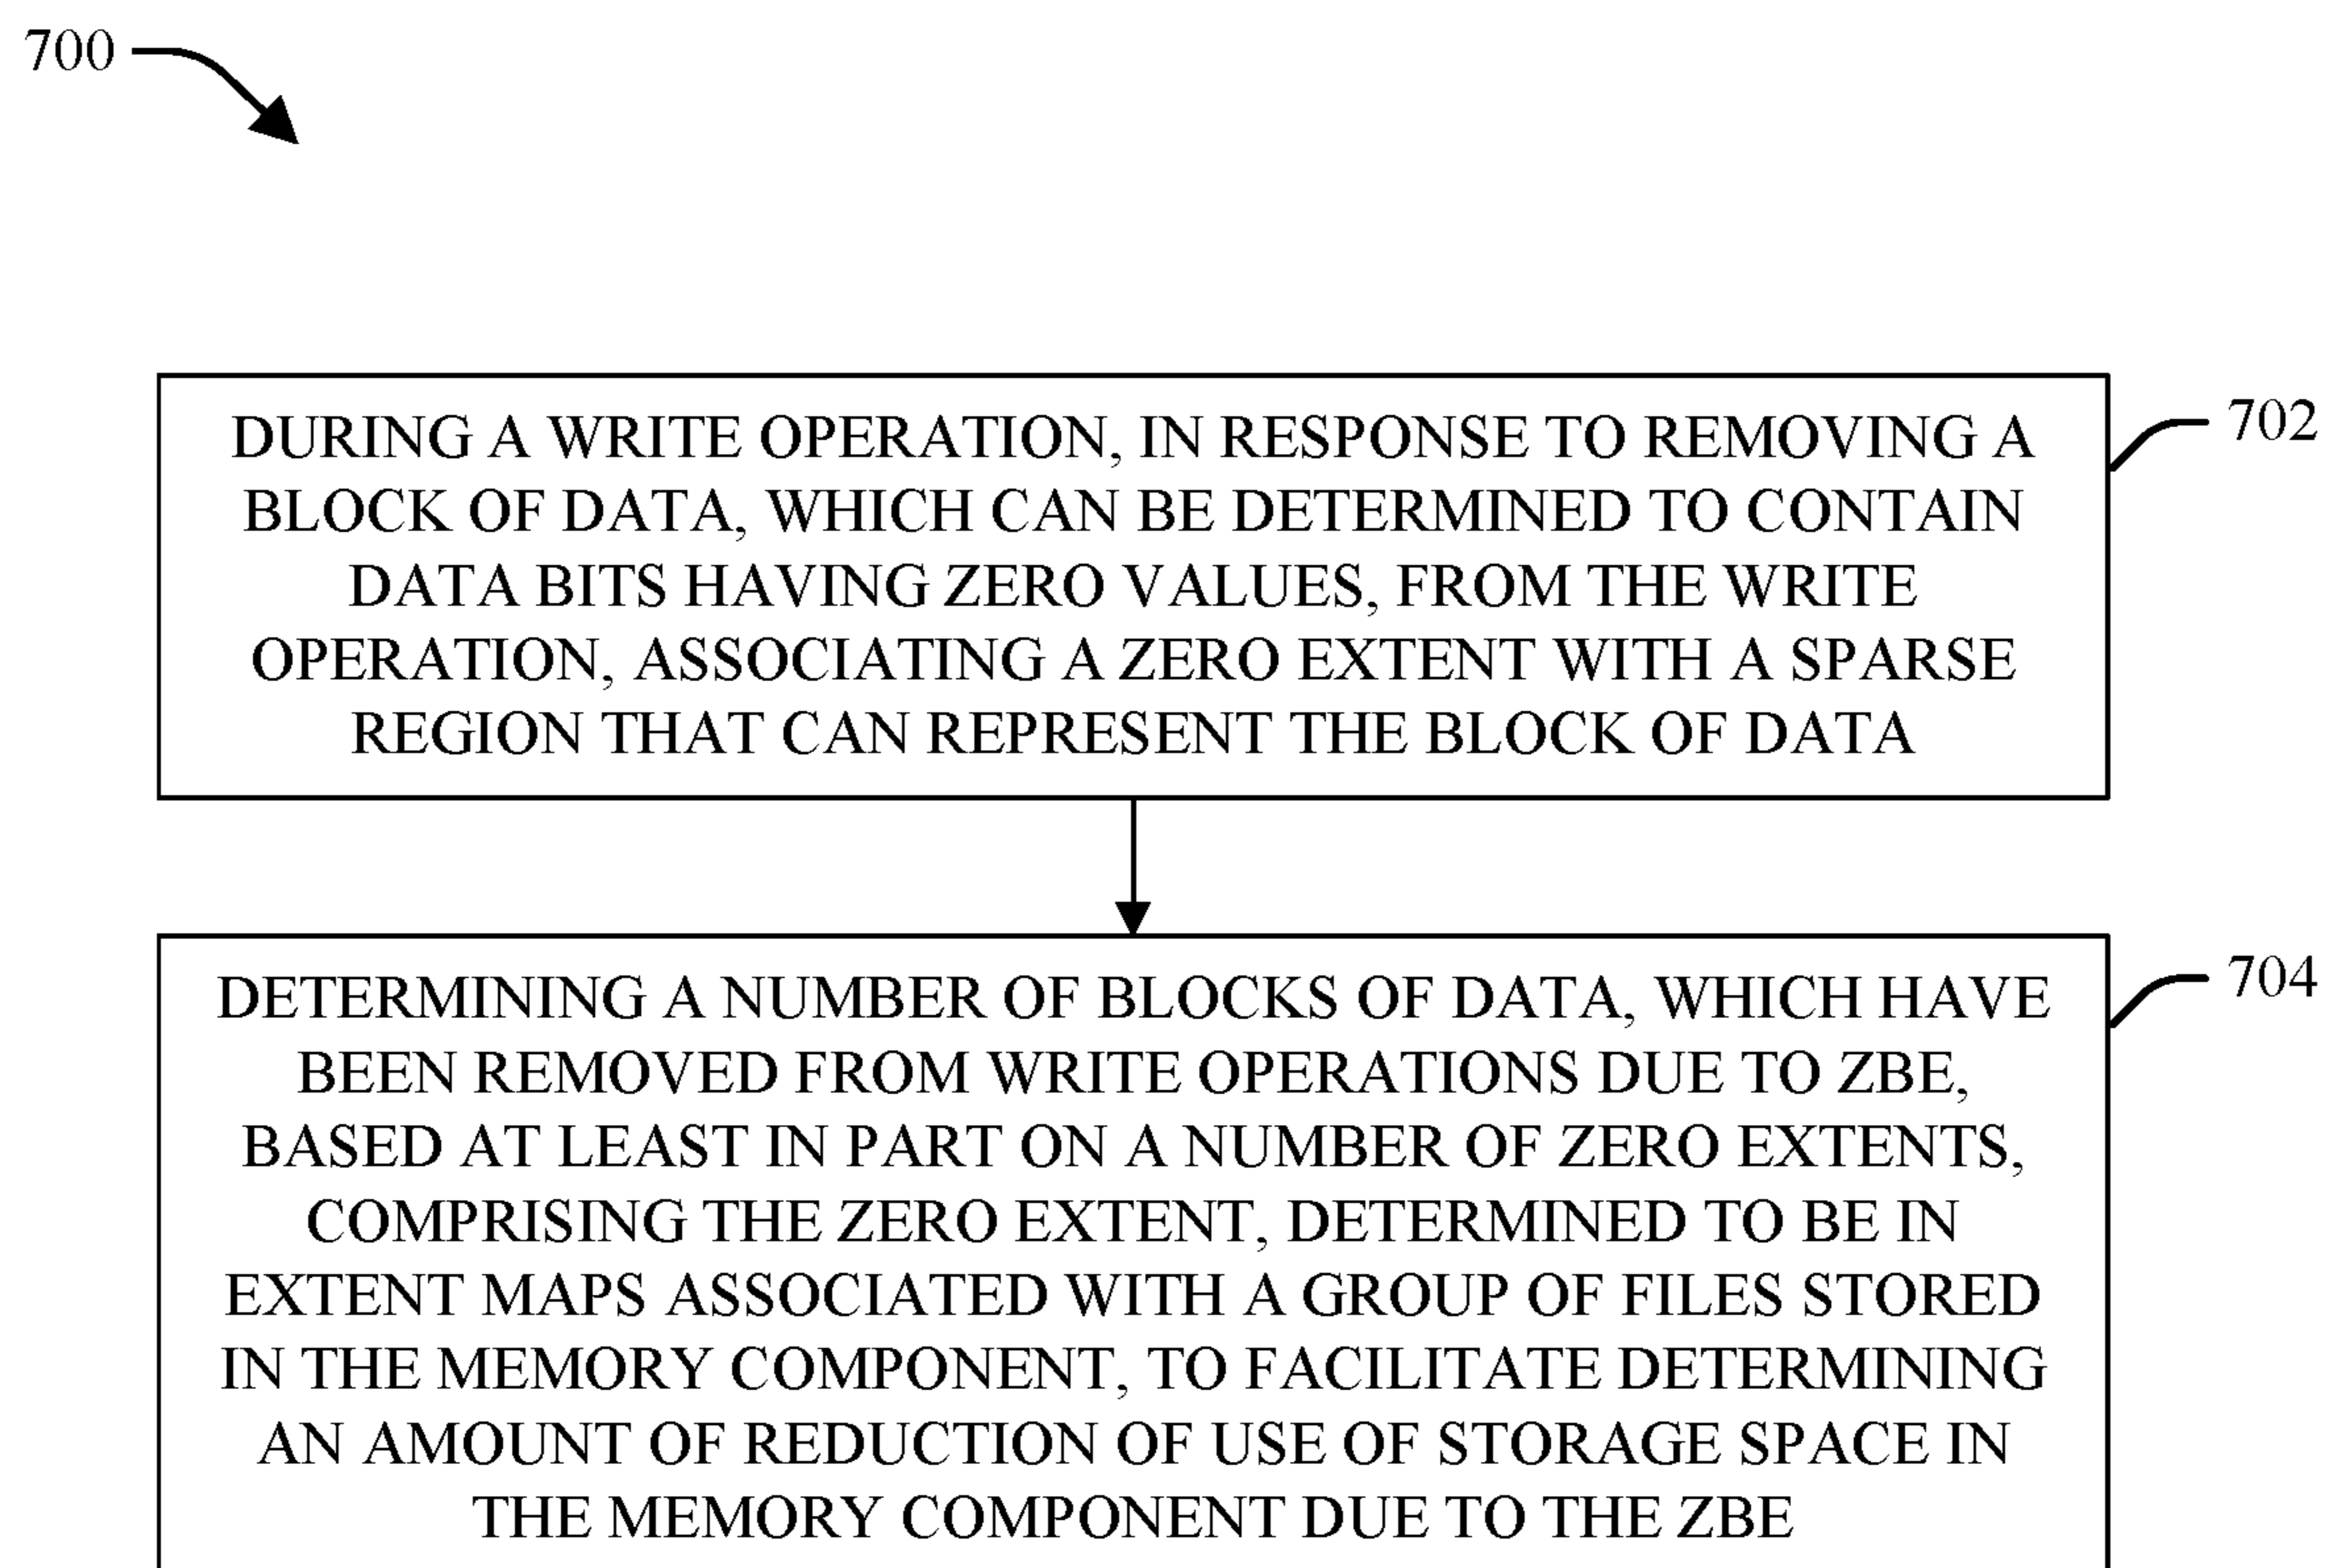 700
DURING A WRITE OPERATION, IN RESPONSE TO REMOVING A
BLOCK OF DATA, WHICH CAN BE DETERMINED TO CONTAIN
DATA BITS HAVING ZERO VALUES, FROM THE WRITE
OPERATION, ASSOCIATING A ZERO EXTENT WITH A SPARSE
REGION THAT CAN REPRESENT THE BLOCK OF DATA
702
DETERMINING A NUMBER OF BLOCKS OF DATA, WHICH HAVE
BEEN REMOVED FROM WRITE OPERATIONS DUE TO ZBE,
BASED AT LEAST IN PART ON A NUMBER OF ZERO EXTENTS,
COMPRISING THE ZERO EXTENT, DETERMINED TO BE IN
EXTENT MAPS ASSOCIATED WITH A GROUP OF FILES STORED
IN THE MEMORY COMPONENT, TO FACILITATE DETERMINING
AN AMOUNT OF REDUCTION OF USE OF STORAGE SPACE IN
THE MEMORY COMPONENT DUE TO THE ZBE
704